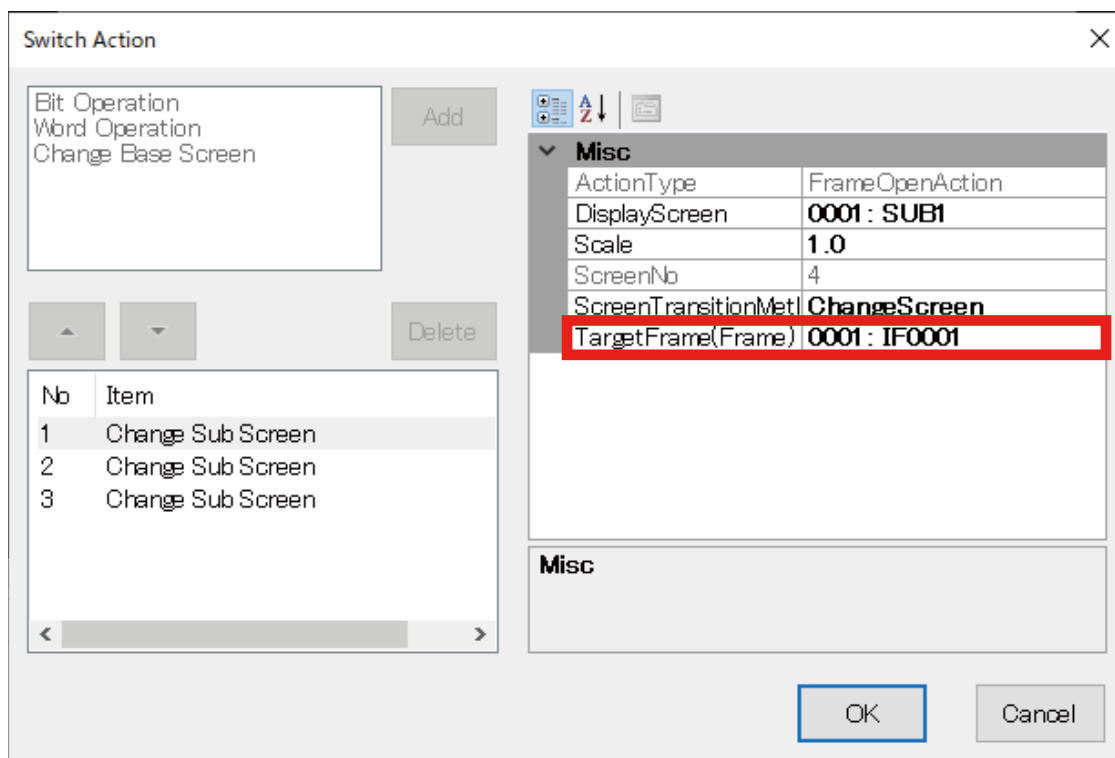 Switch Action
Bit Operation
Word Operation
Change Base Screen
Add
Delete
No Item
1 Change Sub Screen
2 Change Sub Screen
3 Change Sub Screen
Misc
ActionType FrameOpenAction
DisplayScreen 0001 : SUB1
Scale 1.0
ScreenNo 4
ScreenTransitionMetl ChangeScreen
TargetFrame(Frame) 0001 : IF0001
Misc
OK Cancel